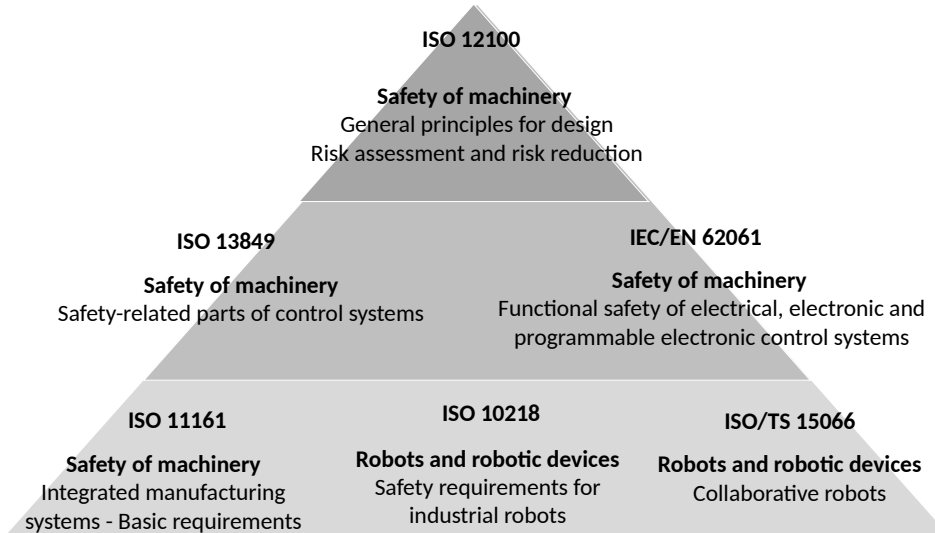 ISO 12100
Safety of machinery
General principles for design
Risk assessment and risk reduction
ISO 13849
Safety of machinery
Safety-related parts of control systems
IEC/EN 62061
Safety of machinery
Functional safety of electrical, electronic and
programmable electronic control systems
ISO 11161
Safety of machinery
Integrated manufacturing
systems - Basic requirements
ISO 10218
Robots and robotic devices
Safety requirements for
industrial robots
ISO/TS 15066
Robots and robotic devices
Collaborative robots